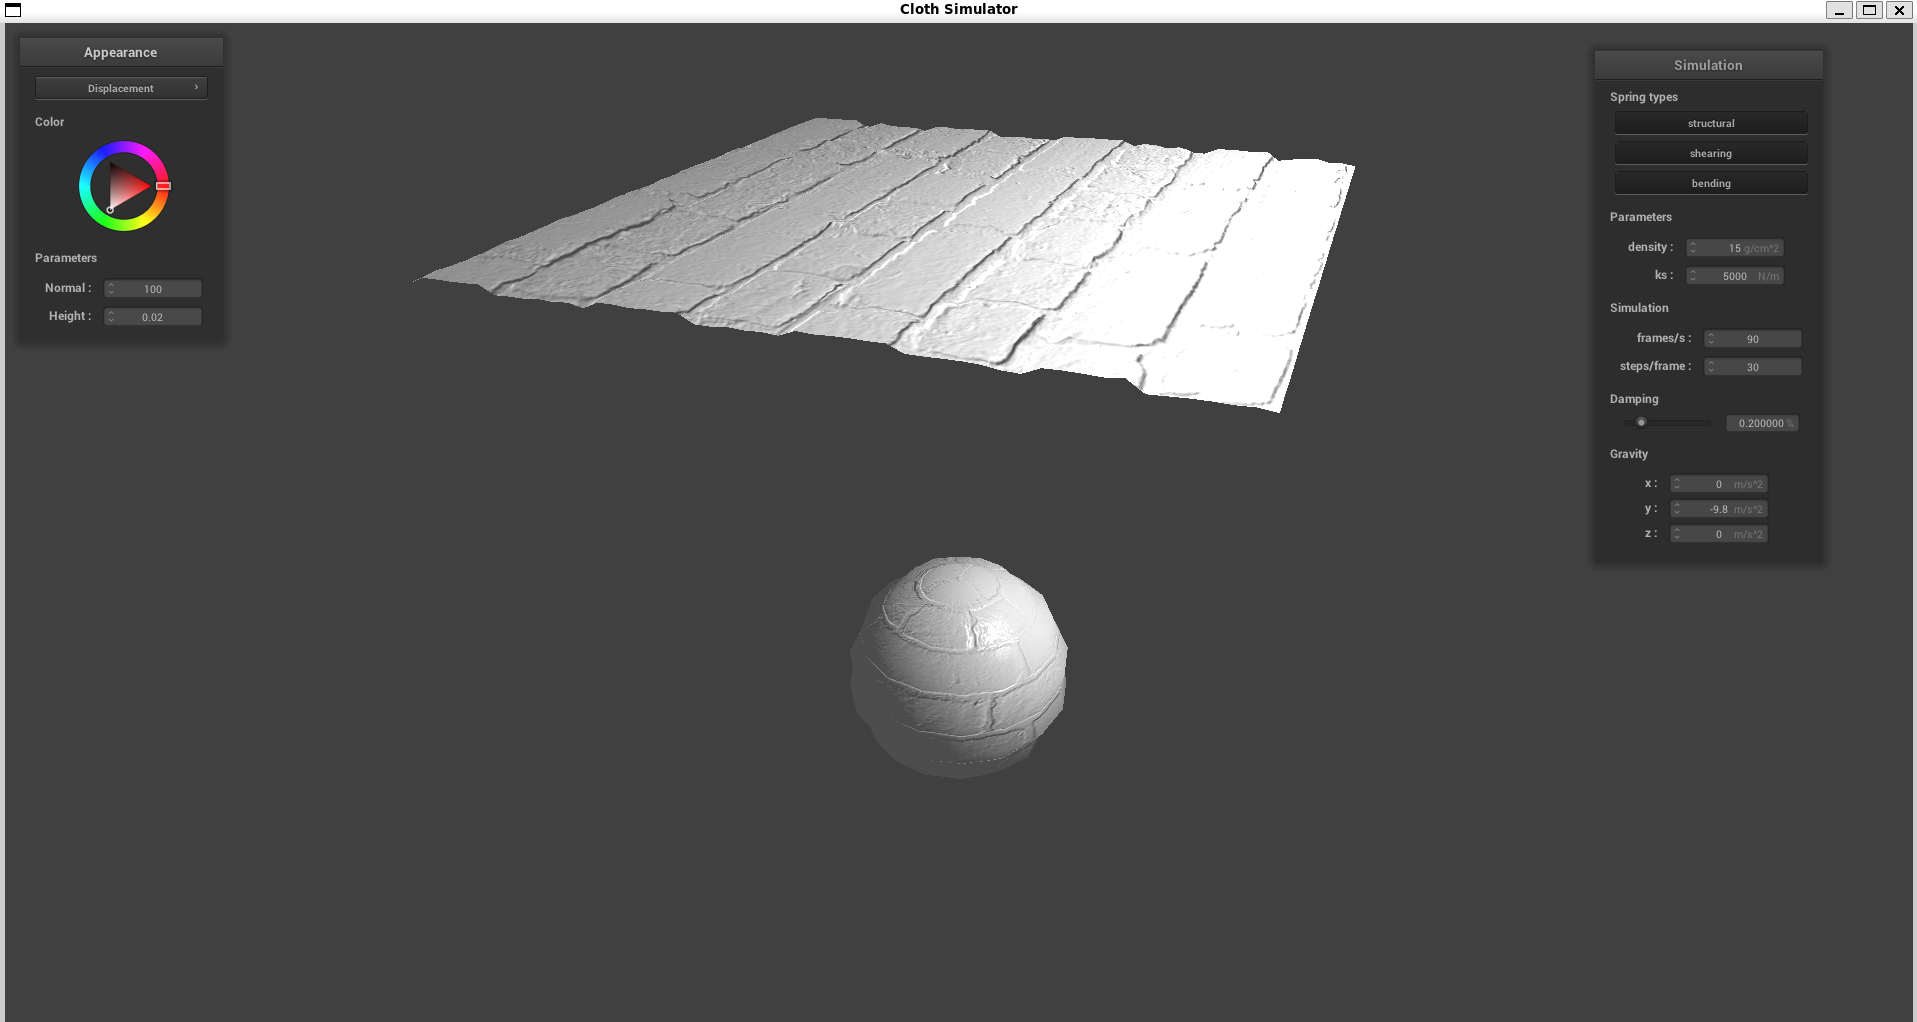 Cloth Simulator
Appearance
Displacement
Color
Parameters
Normal : 100
Height : 0.02
Simulation
Spring types
structural
shearing
bending
Parameters
density : 15 g/cm^2
ks : 5000 N/m
Simulation
frames/s : 90
steps/frame : 30
Damping
0.200000 %
Gravity
x : 0 m/s^2
y : -9.8 m/s^2
z : 0 m/s^2